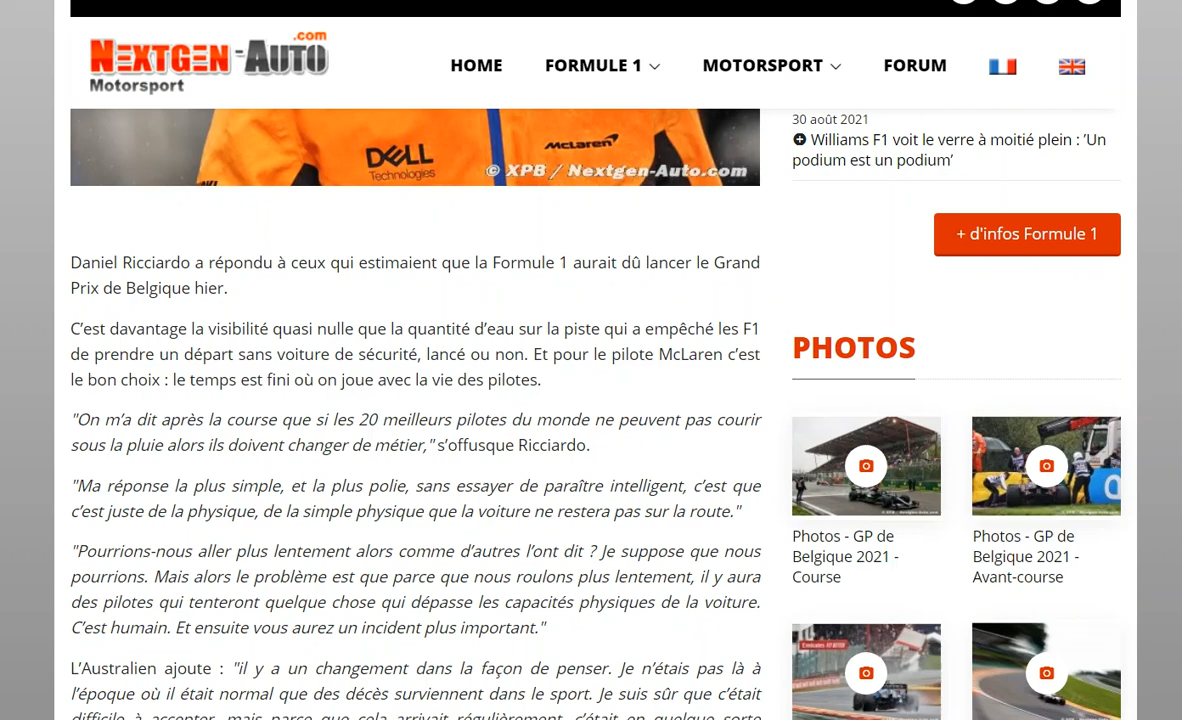 NEXTGEN-AUTO.com
Motorsport
HOME
FORMULE 1
MOTORSPORT
FORUM
DELL
Technologies
McLaren
© XPB / Nextgen-Auto.com
Daniel Ricciardo a répondu à ceux qui estimaient que la Formule 1 aurait dû lancer le Grand
Prix de Belgique hier.
C’est davantage la visibilité quasi nulle que la quantité d’eau sur la piste qui a empêché les F1
de prendre un départ sans voiture de sécurité, lancé ou non. Et pour le pilote McLaren c’est
le bon choix : le temps est fini où on joue avec la vie des pilotes.
"On m’a dit après la course que si les 20 meilleurs pilotes du monde ne peuvent pas courir
sous la pluie alors ils doivent changer de métier," s’offusque Ricciardo.
"Ma réponse la plus simple, et la plus polie, sans essayer de paraître intelligent, c’est que
c’est juste de la physique, de la simple physique que la voiture ne restera pas sur la route."
"Pourrions-nous aller plus lentement alors comme d’autres l’ont dit ? Je suppose que nous
pourrions. Mais alors le problème est que parce que nous roulons plus lentement, il y aura
des pilotes qui tenteront quelque chose qui dépasse les capacités physiques de la voiture.
C’est humain. Et ensuite vous aurez un incident plus important."
L’Australien ajoute : "il y a un changement dans la façon de penser. Je n’étais pas là à
l’époque où il était normal que des décès surviennent dans le sport. Je suis sûr que c’était
difficile à accepter, mais parce que cela arrivait régulièrement, c’était en quelque sorte
30 août 2021
Williams F1 voit le verre à moitié plein : ’Un
podium est un podium’
+ d'infos Formule 1
PHOTOS
Photos - GP de
Belgique 2021 -
Course
Photos - GP de
Belgique 2021 -
Avant-course